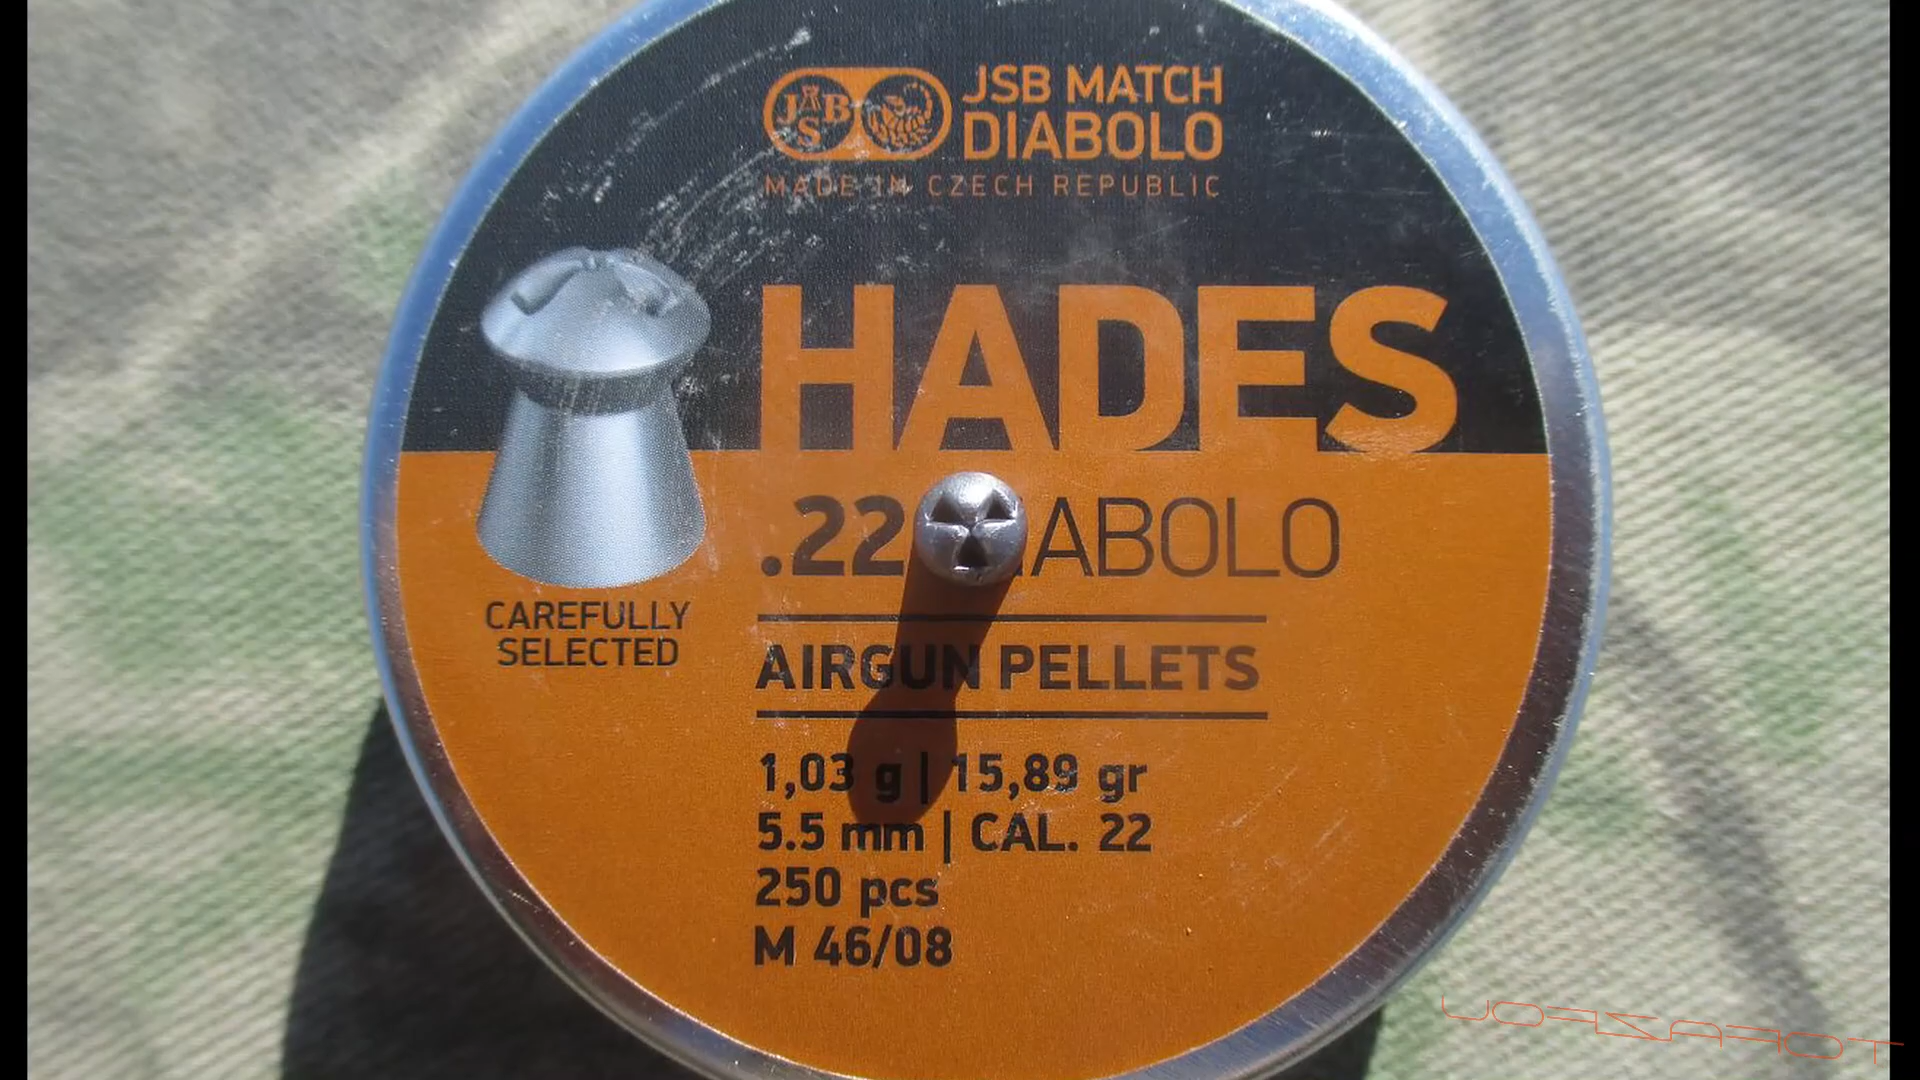 JSB
JSB MATCH
DIABOLO
MADE IN CZECH REPUBLIC
HADES
.22
CAREFULLY
SELECTED
AIRGUN PELLETS
1,03 g | 15,89 gr
5.5 mm | CAL. 22
250 pcs
M 46/08